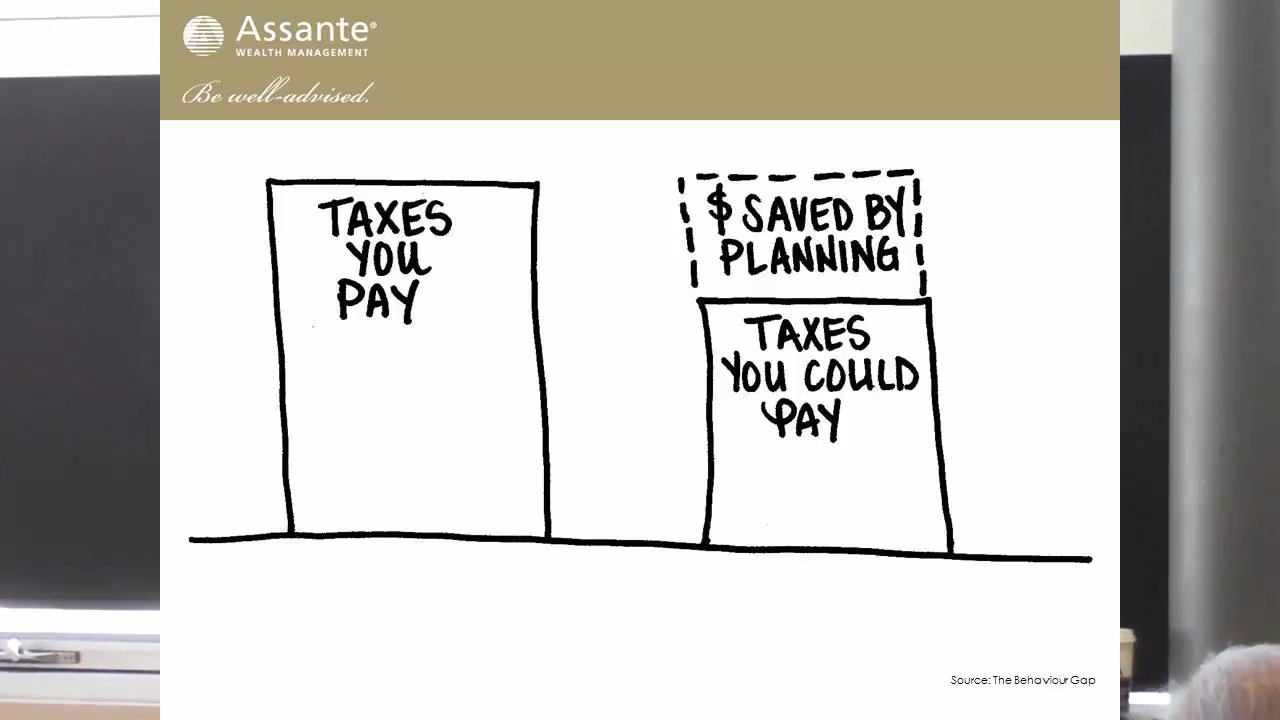 Assante®
WEALTH MANAGEMENT
Be well-advised.
TAXES
YOU
PAY
$ SAVED BY
PLANNING
TAXES
YOU COULD
PAY
Source: The Behaviour Gap